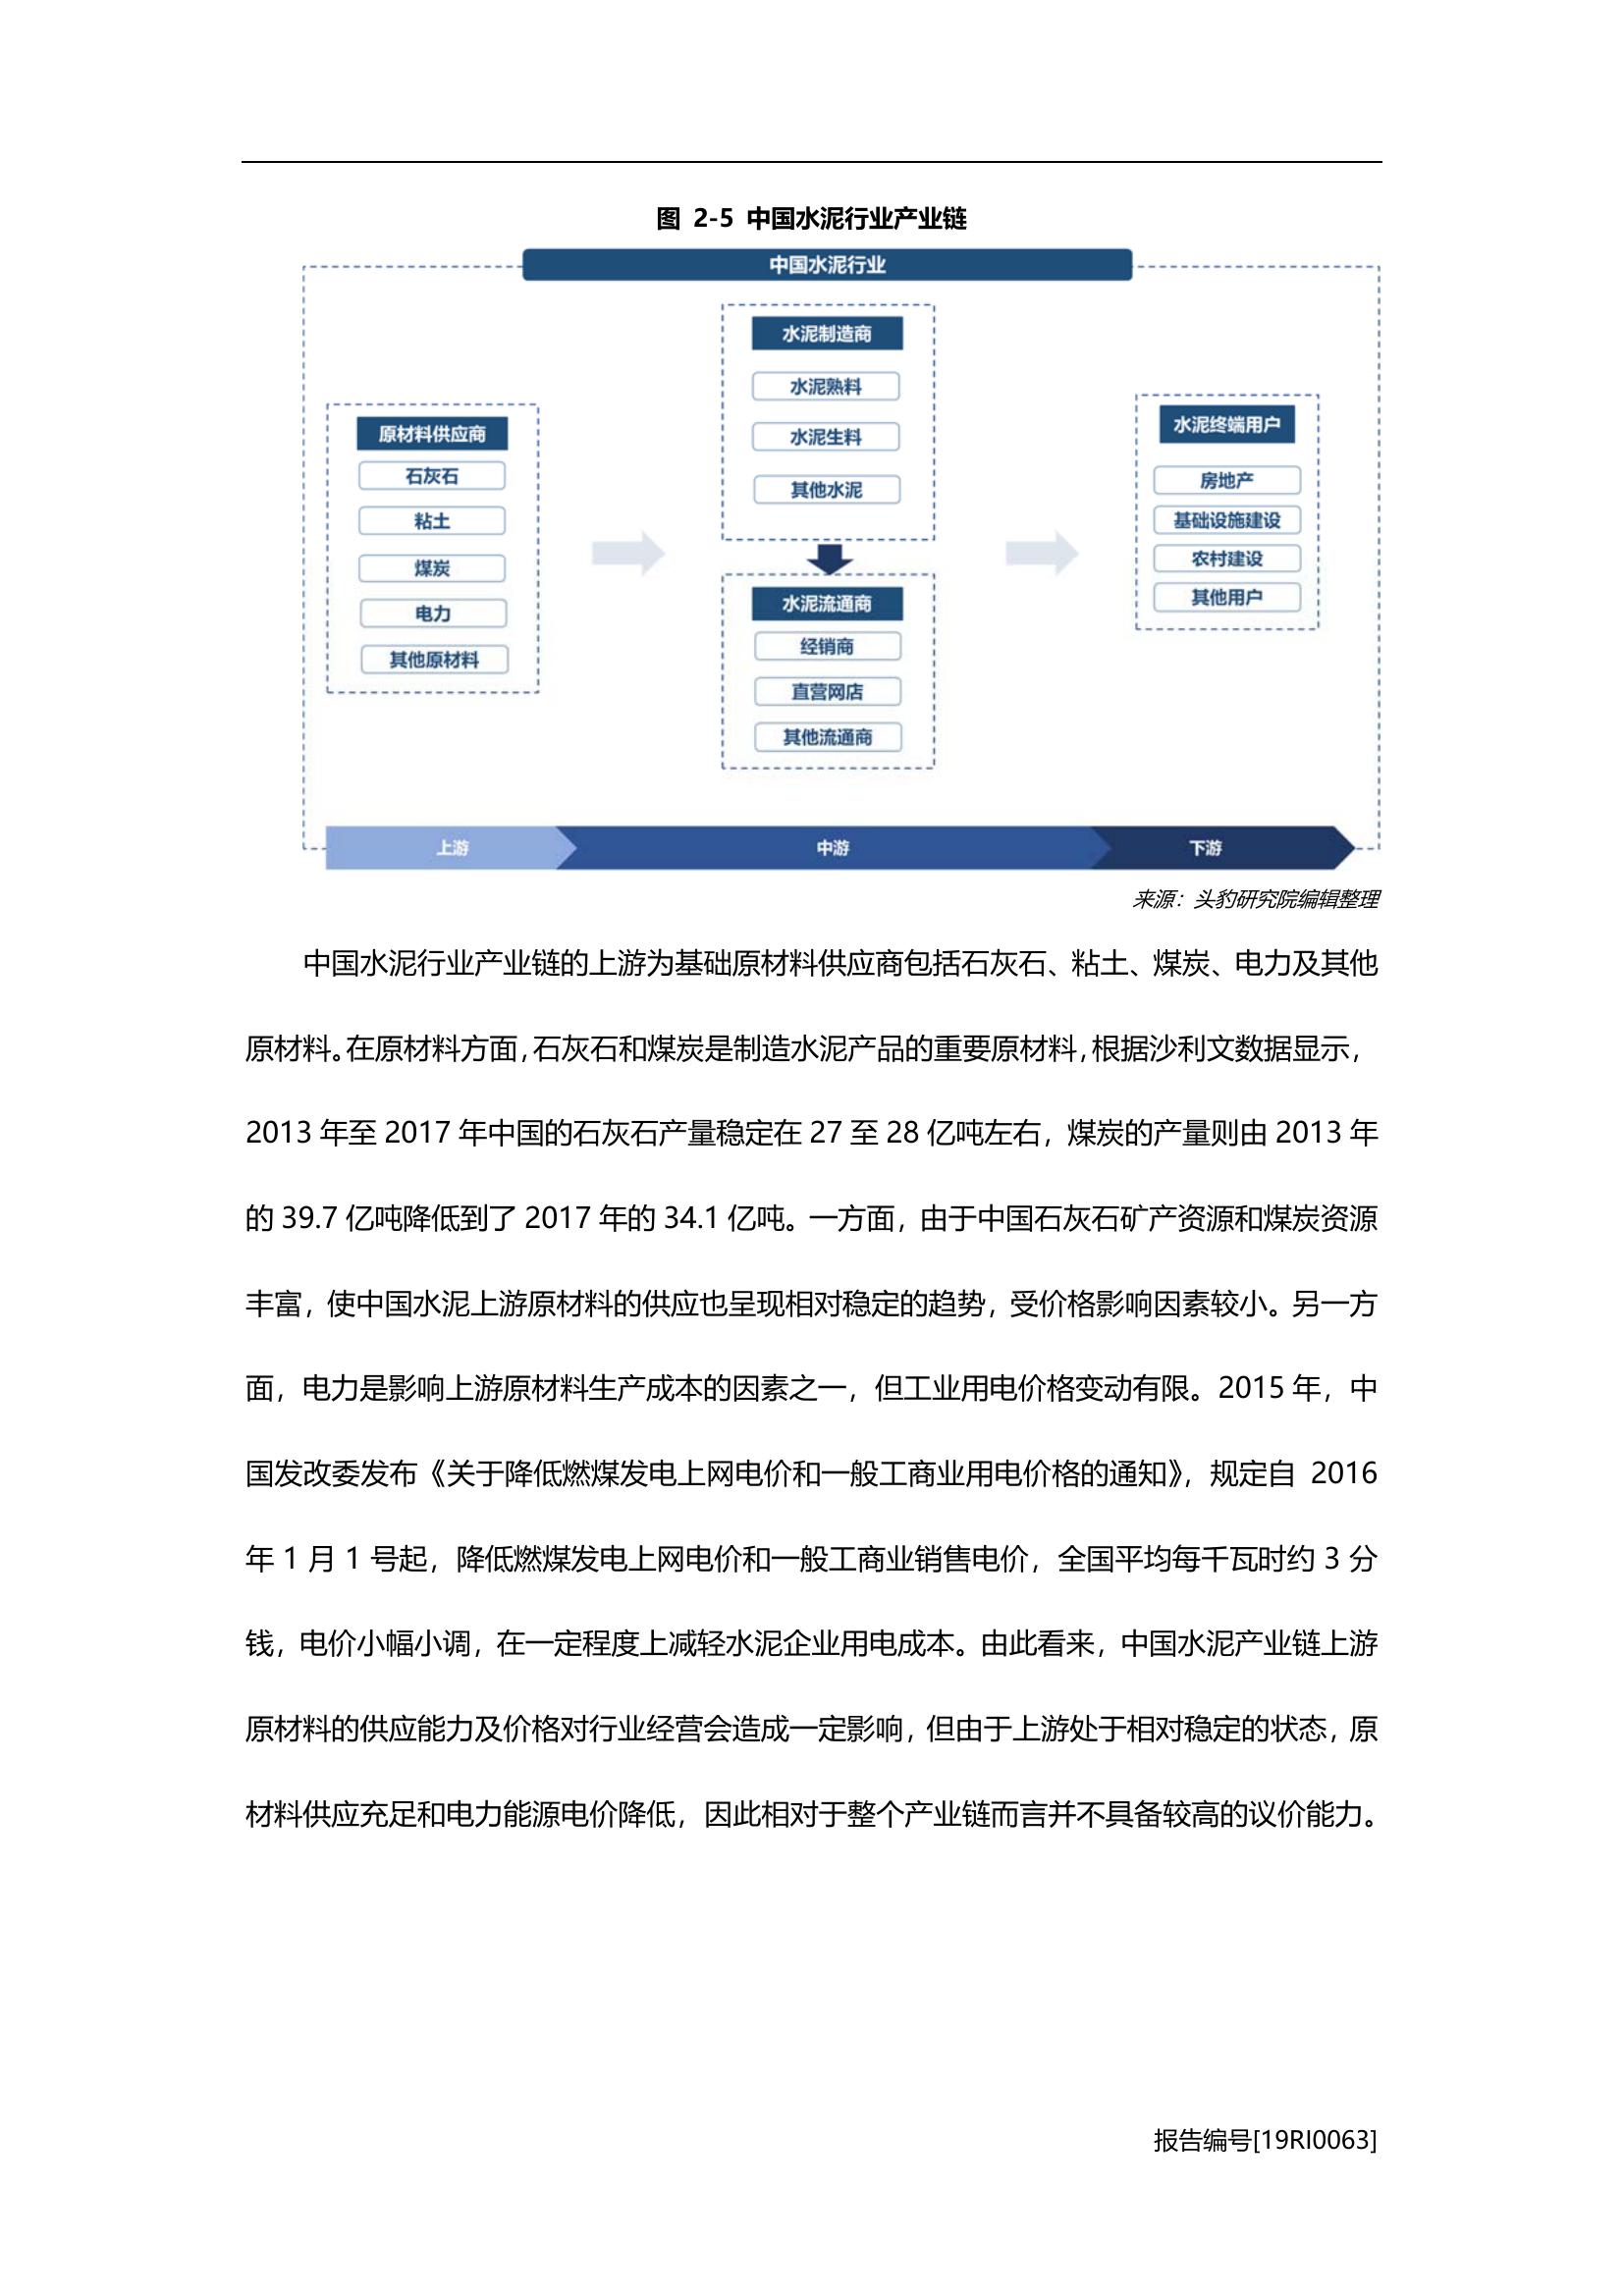 图 2-5 中国水泥行业产业链
中国水泥行业
原材料供应商
石灰石
粘土
煤炭
电力
其他原材料
水泥制造商
水泥熟料
水泥生料
其他水泥
水泥流通商
经销商
直营网店
其他流通商
水泥终端用户
房地产
基础设施建设
农村建设
其他用户
上游
中游
下游
来源：头豹研究院编辑整理
中国水泥行业产业链的上游为基础原材料供应商包括石灰石、粘土、煤炭、电力及其他
原材料。在原材料方面，石灰石和煤炭是制造水泥产品的重要原材料，根据沙利文数据显示，
2013 年至 2017 年中国的石灰石产量稳定在 27 至 28 亿吨左右，煤炭的产量则由 2013 年
的 39.7 亿吨降低到了 2017 年的 34.1 亿吨。一方面，由于中国石灰石矿产资源和煤炭资源
丰富，使中国水泥上游原材料的供应也呈现相对稳定的趋势，受价格影响因素较小。另一方
面，电力是影响上游原材料生产成本的因素之一，但工业用电价格变动有限。2015 年，中
国发改委发布《关于降低燃煤发电上网电价和一般工商业用电价格的通知》，规定自 2016
年 1 月 1 号起，降低燃煤发电上网电价和一般工商业销售电价，全国平均每千瓦时约 3 分
钱，电价小幅小调，在一定程度上减轻水泥企业用电成本。由此看来，中国水泥产业链上游
原材料的供应能力及价格对行业经营会造成一定影响，但由于上游处于相对稳定的状态，原
材料供应充足和电力能源电价降低，因此相对于整个产业链而言并不具备较高的议价能力。
报告编号[19RI0063]